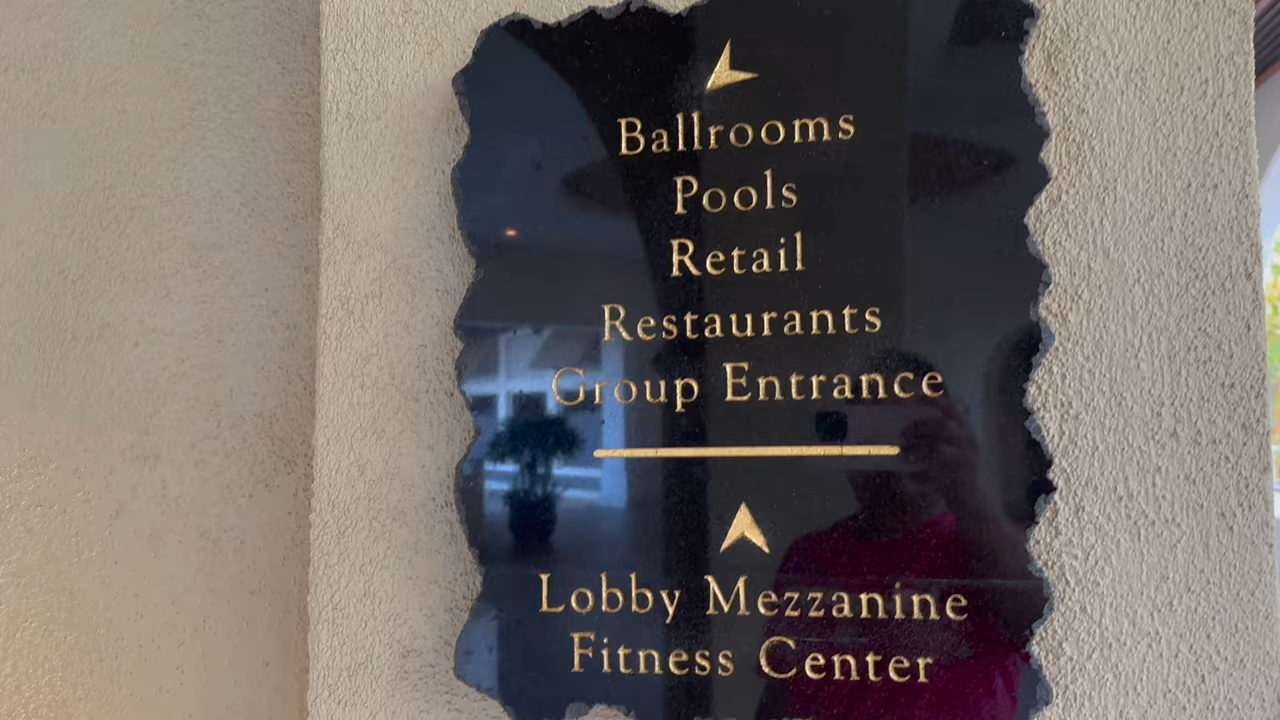 Ballrooms
Pools
Retail
Restaurants
Group Entrance
Lobby Mezzanine
Fitness Center